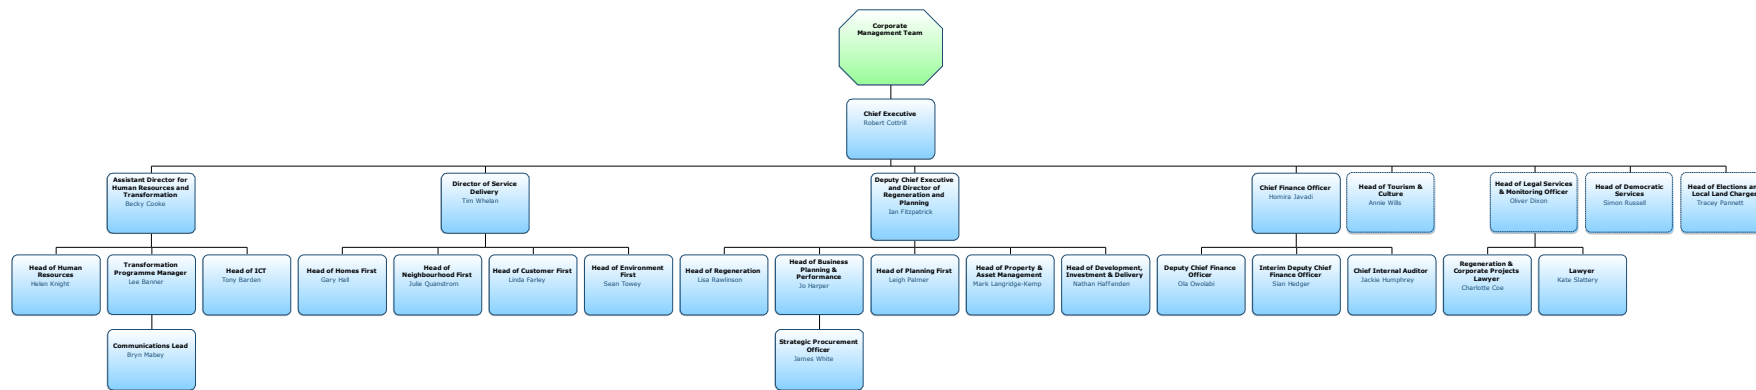 Corporate
Management Team
Chief Executive
Robert Cottrill
Assistant Director for
Human Resources and
Transformation
Becky Cooke
Director of Service
Delivery
Tim Whelan
Deputy Chief Executive
and Director of
Regeneration and
Planning
Ian Fitzpatrick
Chief Finance Officer
Homira Javadi
Head of Tourism &
Culture
Annie Wills
Head of Legal Services
& Monitoring Officer
Oliver Dixon
Head of Democratic
Services
Simon Russell
Head of Elections
Local Land
Tracey Pannett
Head of Human
Resources
Helen Knight
Transformation
Programme Manager
Lee Banner
Head of ICT
Tony Barden
Head of Homes First
Gary Hall
Head of
Neighbourhood First
Julie Quanstrom
Head of Customer First
Linda Farley
Head of Environment
First
Sean Towey
Head of Regeneration
Lisa Rawlinson
Head of Business
Planning &
Performance
Jo Harper
Head of Planning First
Leigh Palmer
Head of Property &
Asset Management
Mark Langridge-Kemp
Head of Development,
Investment & Delivery
Nathan Haffenden
Deputy Chief Finance
Officer
Ola Owolabi
Interim Deputy Chief
Finance Officer
Sian Hedger
Chief Internal Auditor
Jackie Humphrey
Regeneration &
Corporate Projects
Lawyer
Charlotte Coe
Lawyer
Kate Slattery
Communications Lead
Bryn Mabey
Strategic Procurement
Officer
James White